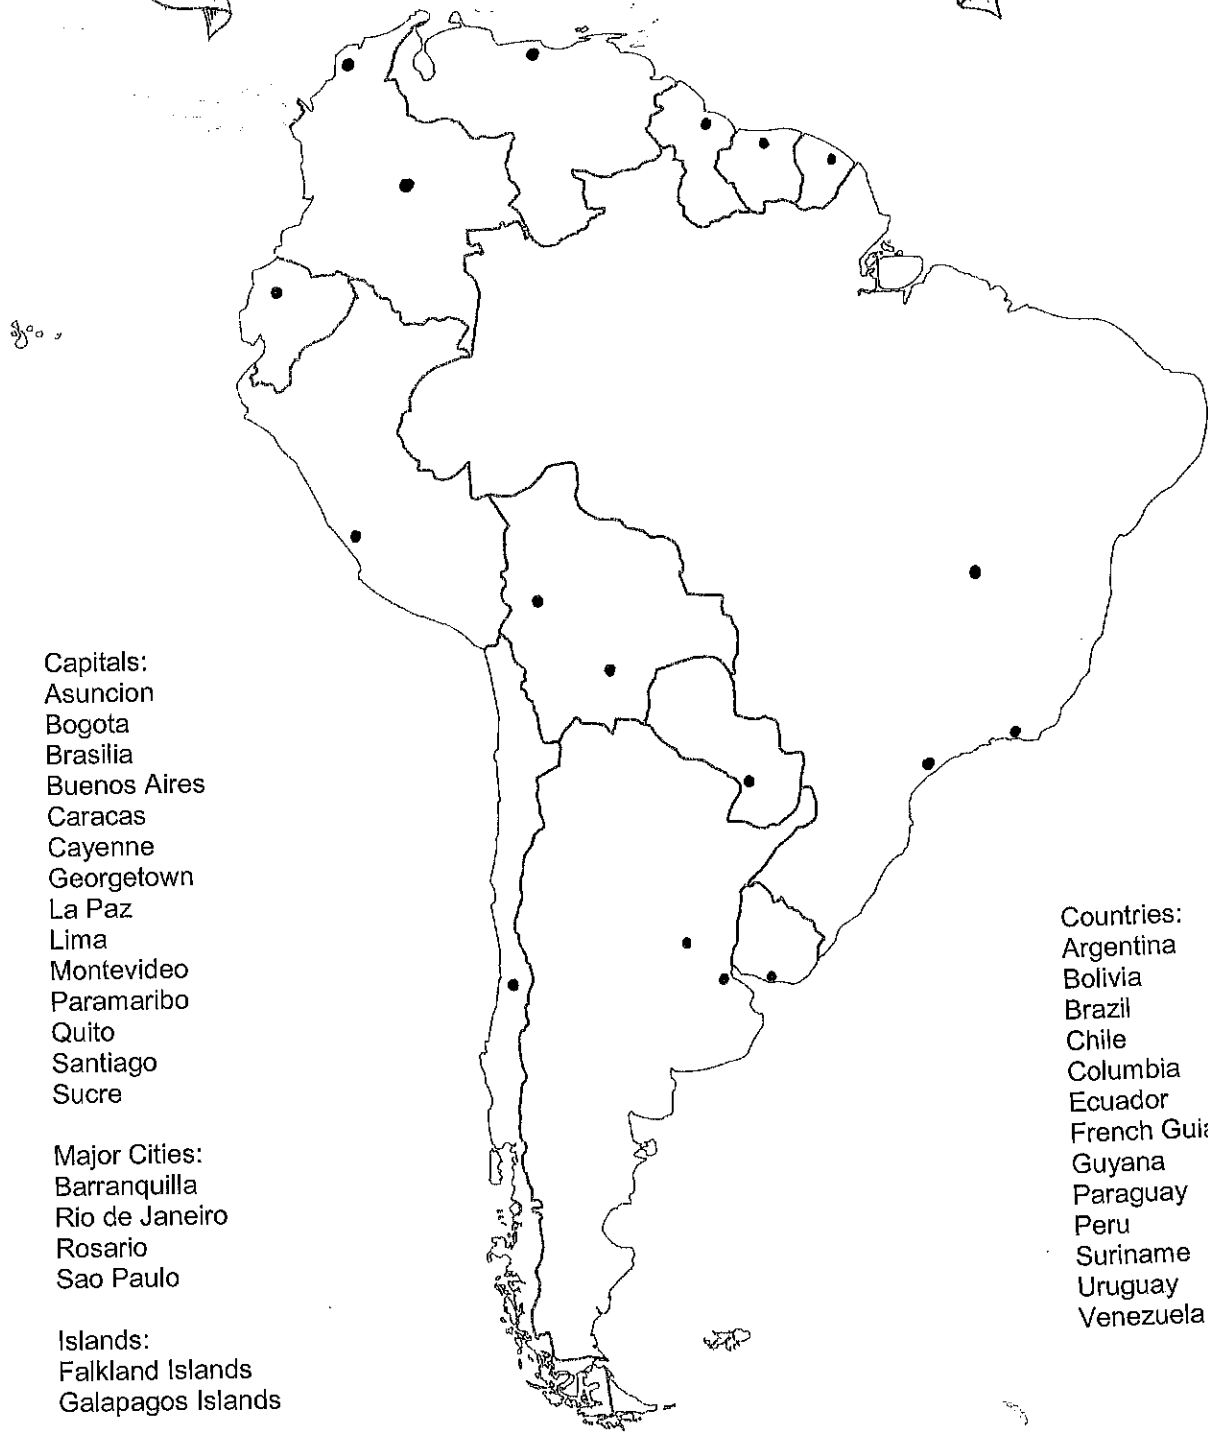 Capitals:
Asuncion
Bogota
Brasilia
Buenos Aires
Caracas
Cayenne
Georgetown
La Paz
Lima
Montevideo
Paramaribo
Quito
Santiago
Sucre
Major Cities:
Barranquilla
Rio de Janeiro
Rosario
Sao Paulo
Islands:
Falkland Islands
Galapagos Islands
Countries:
Argentina
Bolivia
Brazil
Chile
Columbia
Ecuador
French Guia
Guyana
Paraguay
Peru
Suriname
Uruguay
Venezuela